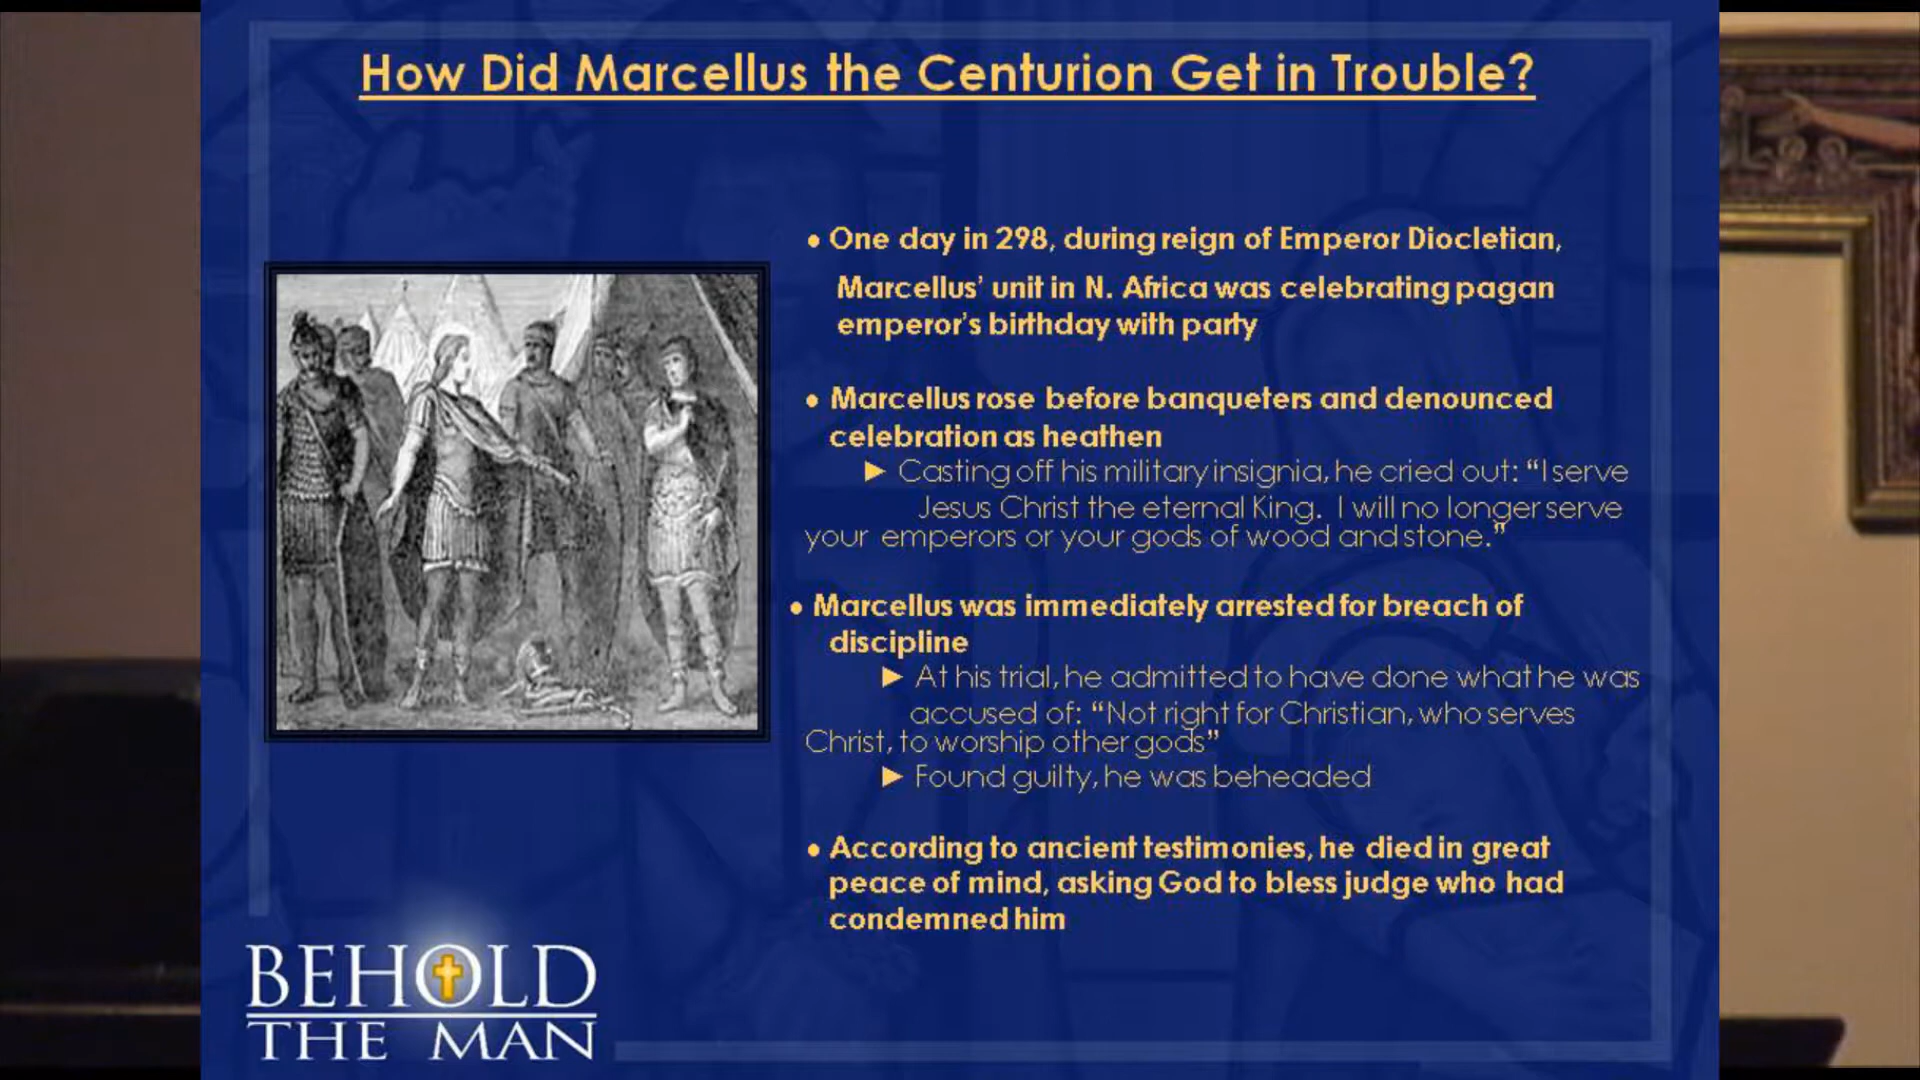 How Did Marcellus the Centurion Get in Trouble?
● One day in 298, during reign of Emperor Diocletian,
Marcellus’ unit in N. Africa was celebrating pagan
emperor’s birthday with party
● Marcellus rose before banqueters and denounced
celebration as heathen
► Casting off his military insignia, he cried out: “I serve
Jesus Christ the eternal King. I will no longer serve
your emperors or your gods of wood and stone.”
● Marcellus was immediately arrested for breach of
discipline
► At his trial, he admitted to have done what he was
accused of: “Not right for Christian, who serves
Christ, to worship other gods”
► Found guilty, he was beheaded
● According to ancient testimonies, he died in great
peace of mind, asking God to bless judge who had
condemned him
BEHOLD
THE MAN